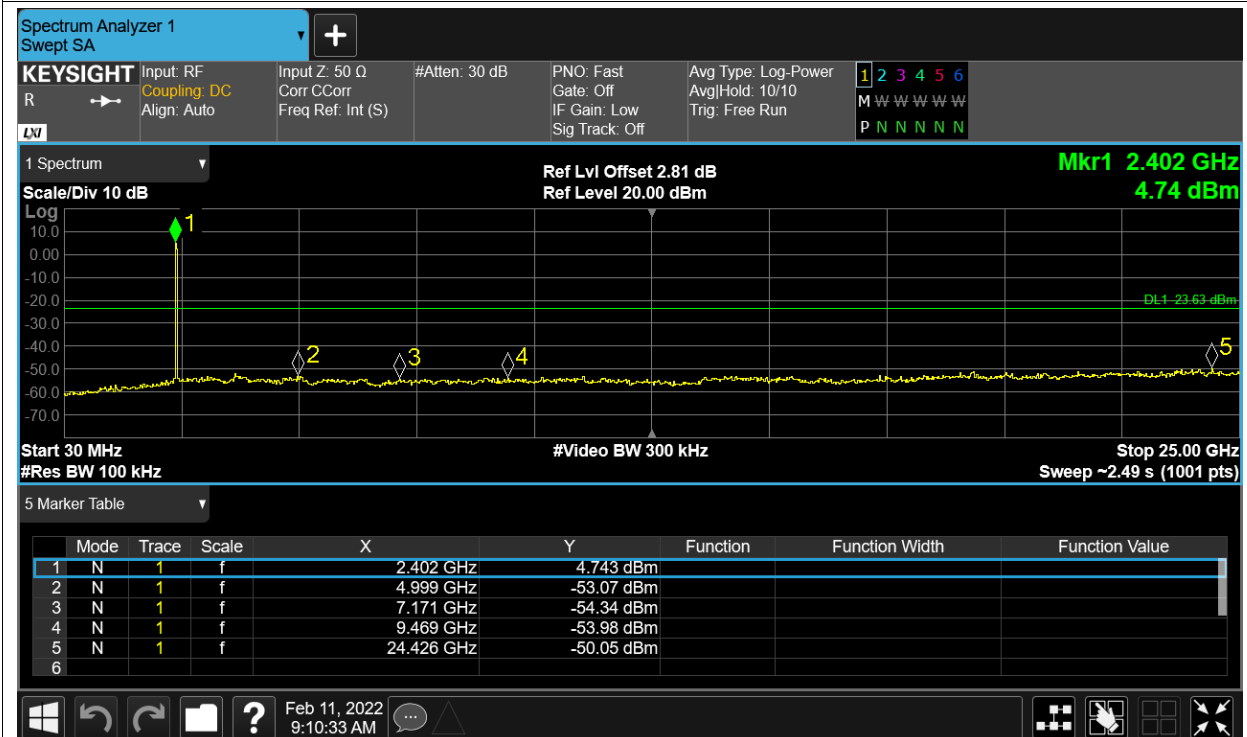 Spectrum Analyzer 1
Swept SA
+
KEYSIGHT
R
LXI
Input: RF
Coupling: DC
Align: Auto
Input Z: 50 Ω
Corr CCorr
Freq Ref: Int (S)
#Atten: 30 dB
PNO: Fast
Gate: Off
IF Gain: Low
Sig Track: Off
Avg Type: Log-Power
Avg|Hold: 10/10
Trig: Free Run
1 2 3 4 5 6
M W W W W W
P N N N N N
1 Spectrum
Scale/Div 10 dB
Ref Lvl Offset 2.81 dB
Ref Level 20.00 dBm
Mkr1 2.402 GHz
4.74 dBm
Log
10.0
0.00
-10.0
-20.0
-30.0
-40.0
-50.0
-60.0
-70.0
1
2
3
4
5
DL1 -23.63 dBm
Start 30 MHz
#Res BW 100 kHz
#Video BW 300 kHz
Stop 25.00 GHz
Sweep ~2.49 s (1001 pts)
5 Marker Table
Mode Trace Scale X Y Function Function Width Function Value
1 N 1 f 2.402 GHz 4.743 dBm
2 N 1 f 4.999 GHz -53.07 dBm
3 N 1 f 7.171 GHz -54.34 dBm
4 N 1 f 9.469 GHz -53.98 dBm
5 N 1 f 24.426 GHz -50.05 dBm
6
?
Feb 11, 2022
9:10:33 AM